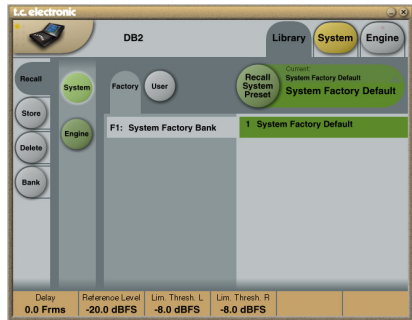 t.c. electronic
DB2
Library
System
Engine
Recall
Store
Delete
Bank
System
Engine
Factory
User
Recall
System
Preset
Current:
System Factory Default
System Factory Default
F1: System Factory Bank
1 System Factory Default
Delay
0.0 Frms
Reference Level
-20.0 dBFS
Lim. Thresh. L
-8.0 dBFS
Lim. Thresh. R
-8.0 dBFS